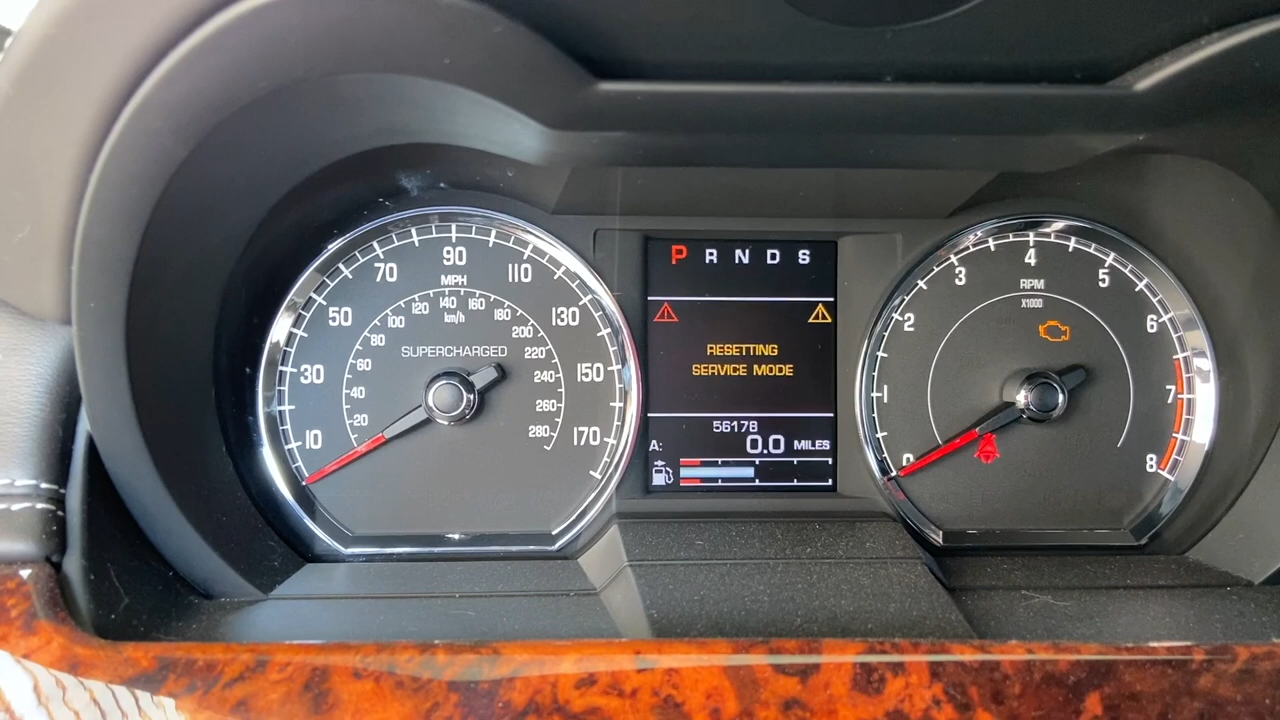 90
70 110
MPH
50 130
30 150
10 170
140 160
120 km/h 180
100 200
80 220
60 240
40 260
20 280
SUPERCHARGED
P R N D S
RESETTING
SERVICE MODE
56178
A: 0.0 MILES
4
3 5
RPM
X1000
2 6
1 7
0 8